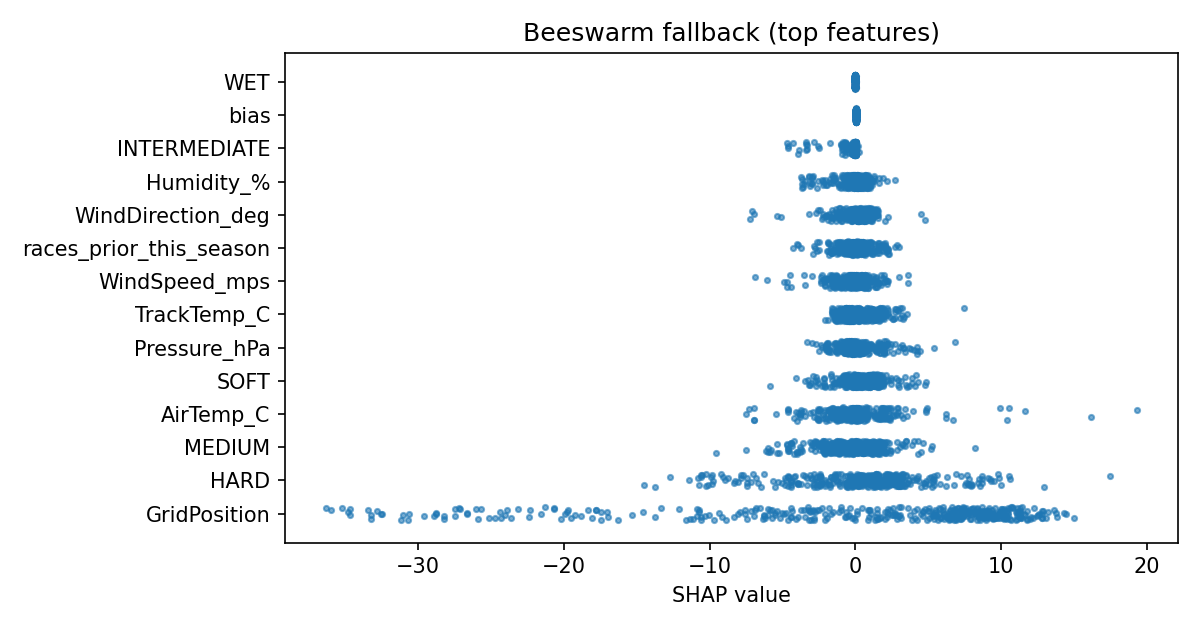 Beeswarm fallback (top features)
WET
bias
INTERMEDIATE
Humidity_%
WindDirection_deg
races_prior_this_season
WindSpeed_mps
TrackTemp_C
Pressure_hPa
SOFT
AirTemp_C
MEDIUM
HARD
GridPosition
−30 −20 −10 0 10 20
SHAP value